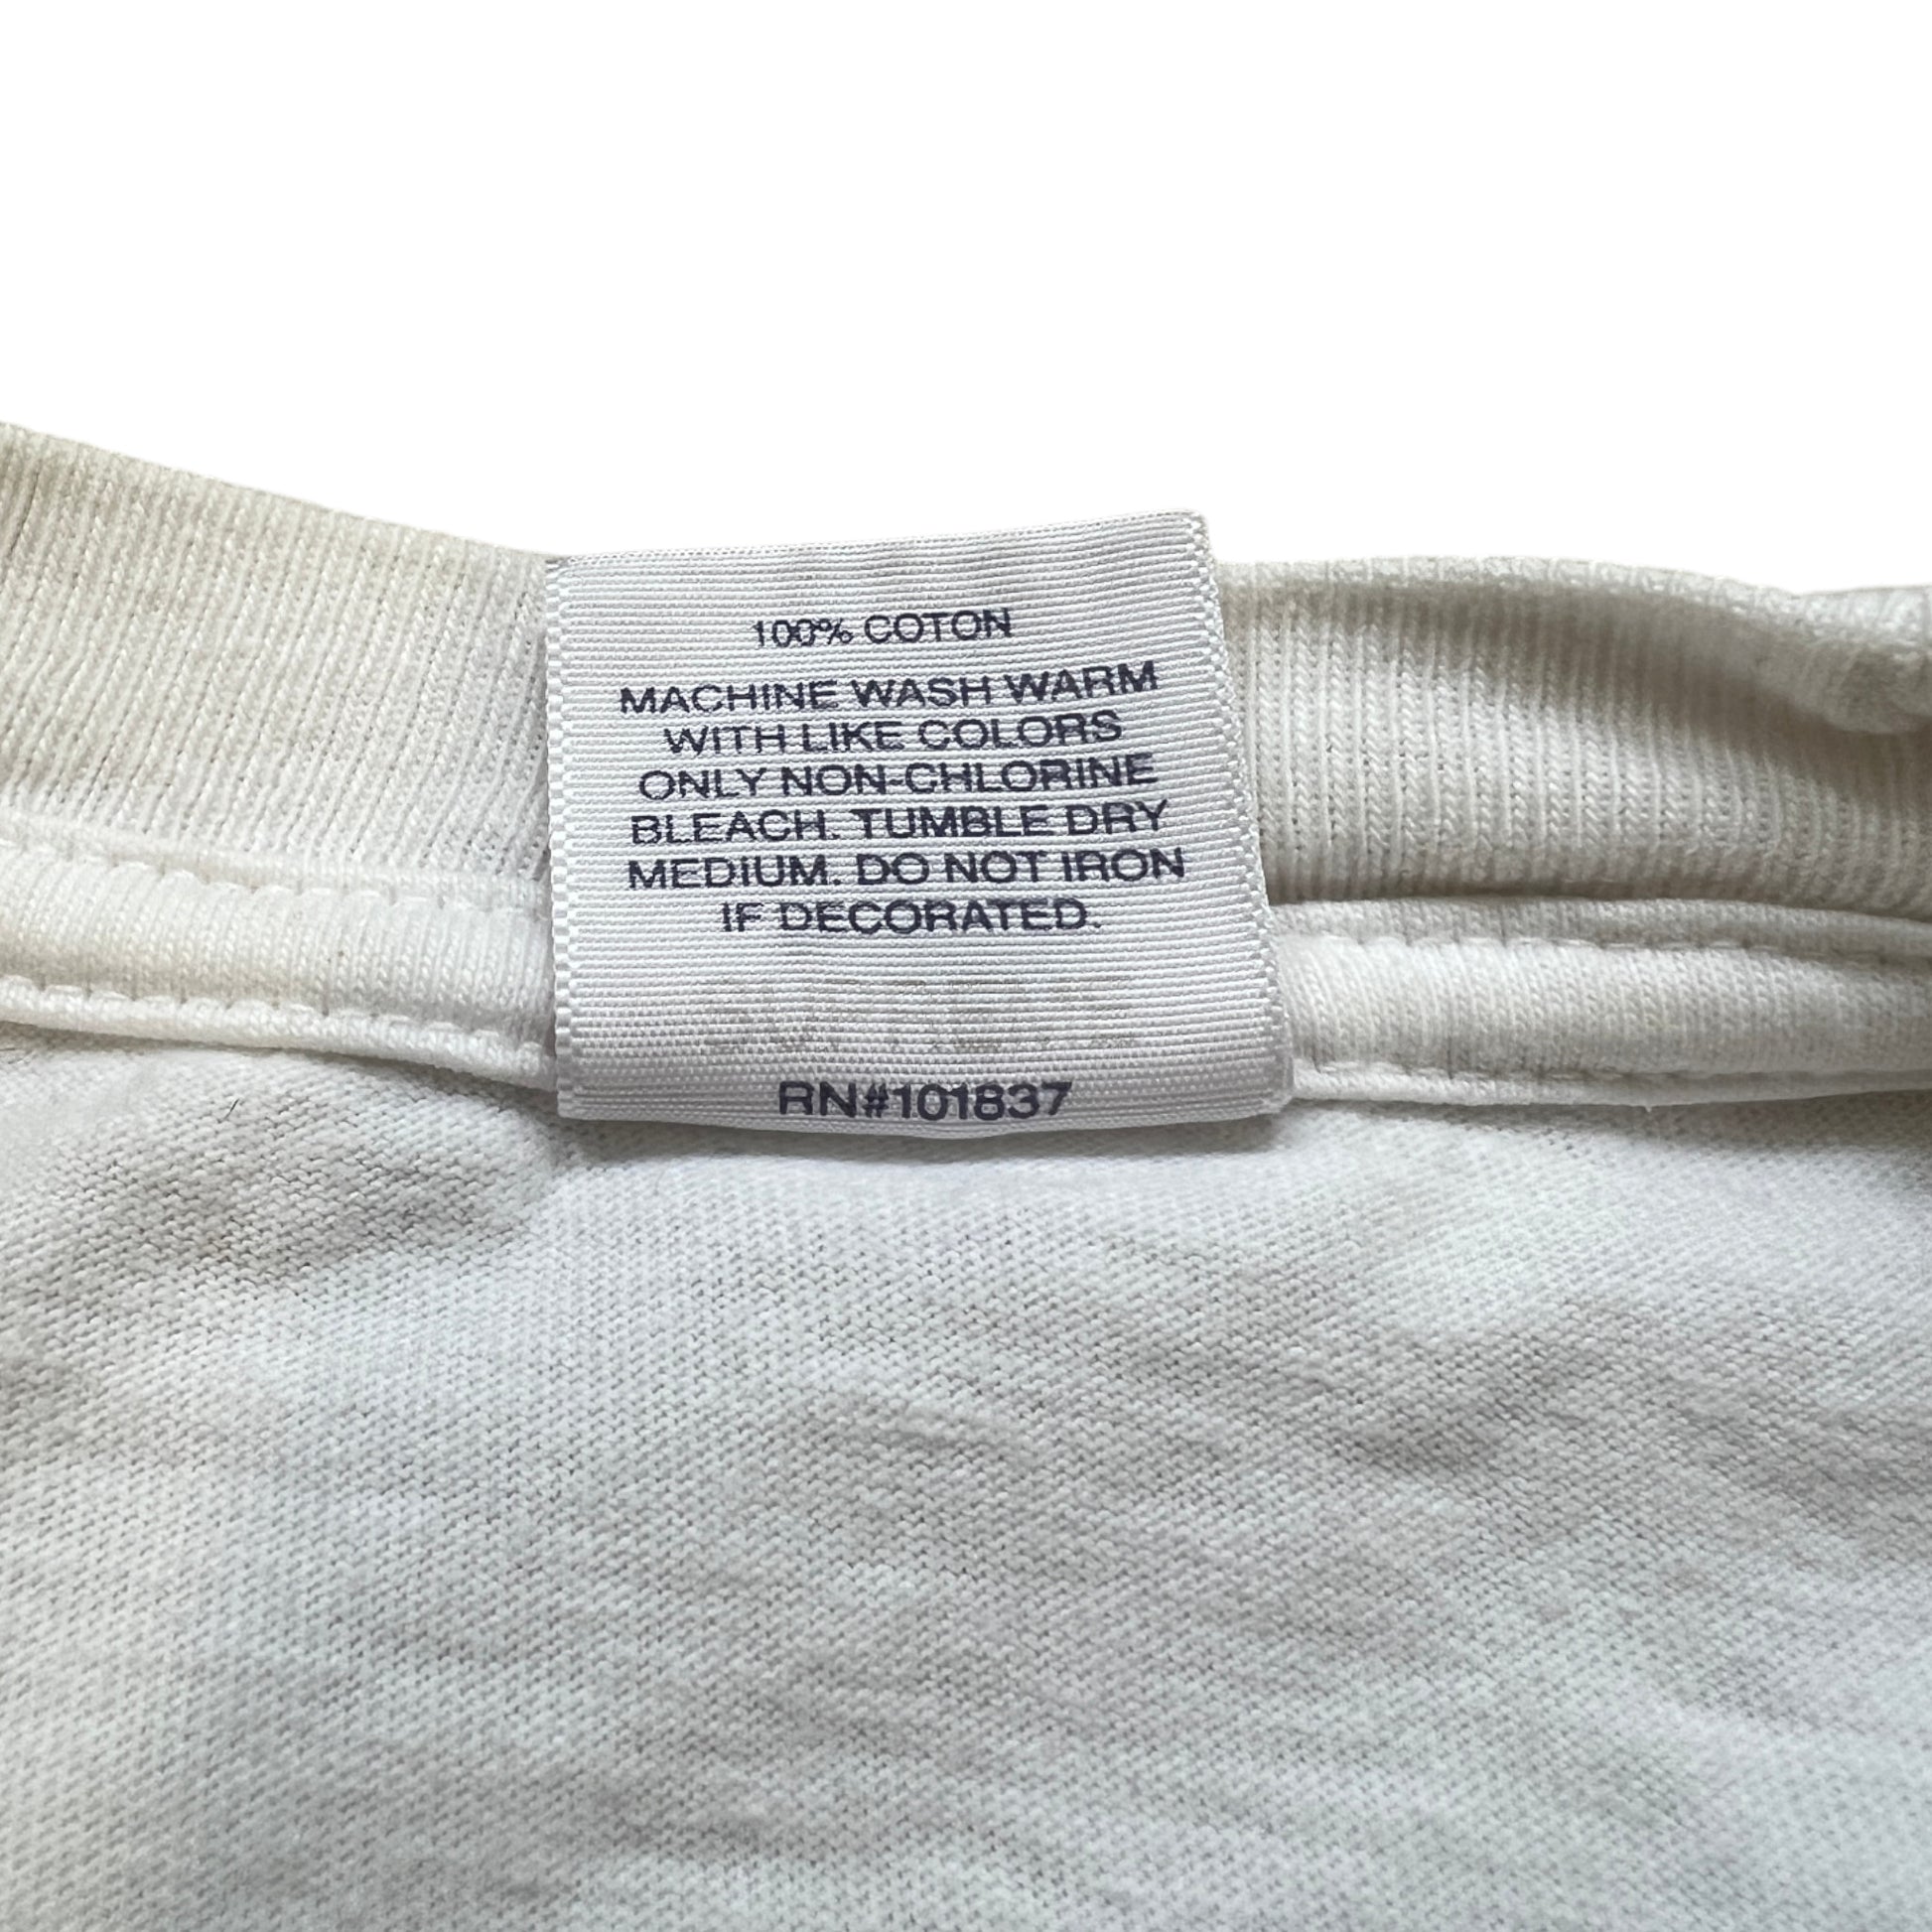 100% COTON
MACHINE WASH WARM
WITH LIKE COLORS
ONLY NON-CHLORINE
BLEACH. TUMBLE DRY
MEDIUM. DO NOT IRON
IF DECORATED.
RN#101837